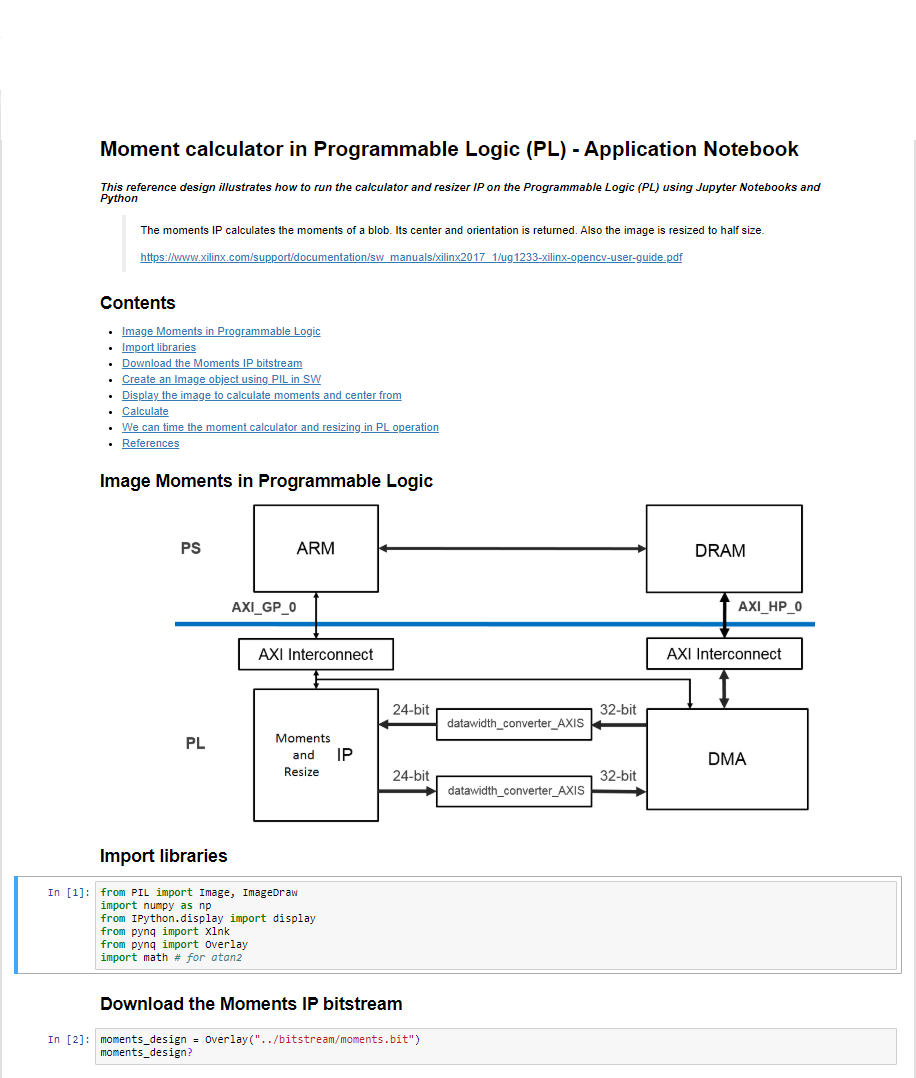 Moment calculator in Programmable Logic (PL) - Application Notebook
This reference design illustrates how to run the calculator and resizer IP on the Programmable Logic (PL) using Jupyter Notebooks and
Python
The moments IP calculates the moments of a blob. Its center and orientation is returned. Also the image is resized to half size.
https://www.xilinx.com/support/documentation/sw_manuals/xilinx2017_1/ug1233-xilinx-opencv-user-guide.pdf
Contents
Image Moments in Programmable Logic
Import libraries
Download the Moments IP bitstream
Create an Image object using PIL in SW
Display the image to calculate moments and center from
Calculate
We can time the moment calculator and resizing in PL operation
References
Image Moments in Programmable Logic
PS
ARM
DRAM
AXI_GP_0
AXI_HP_0
AXI Interconnect
AXI Interconnect
24-bit
datawidth_converter_AXIS
32-bit
PL
Moments
and
Resize
IP
DMA
24-bit
datawidth_converter_AXIS
32-bit
Import libraries
In [1]: from PIL import Image, ImageDraw
import numpy as np
from IPython.display import display
from pynq import Xlnk
from pynq import Overlay
import math # for atan2
Download the Moments IP bitstream
In [2]: moments_design = Overlay("../bitstream/moments.bit")
moments_design?